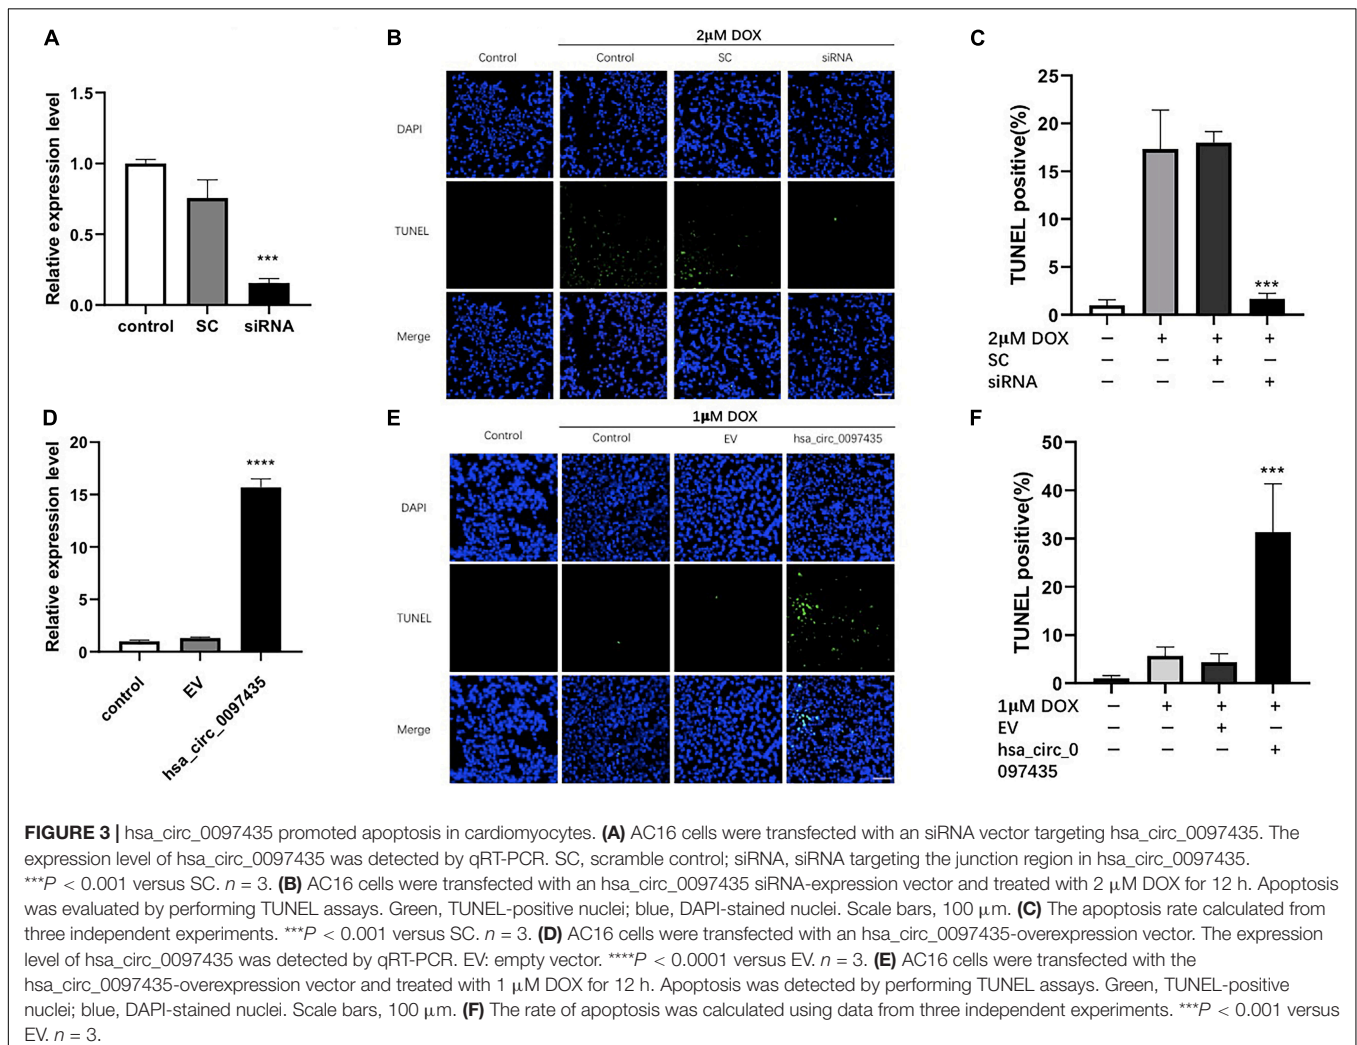 A
Relative expression level
1.5
1.0
0.5
0.0
***
control SC siRNA
B
2μM DOX
Control Control SC siRNA
DAPI
TUNEL
Merge
C
TUNEL positive(%)
25
20
15
10
5
0
***
2μM DOX – + + +
SC – – + –
siRNA – – – +
D
Relative expression level
20
15
10
5
0
****
control
EV
hsa_circ_0097435
E
1μM DOX
Control Control EV hsa_circ_0097435
DAPI
TUNEL
Merge
F
TUNEL positive(%)
50
40
30
20
10
0
***
1μM DOX – + + +
EV – – + –
hsa_circ_0 – – – +
097435
FIGURE 3 | hsa_circ_0097435 promoted apoptosis in cardiomyocytes. (A) AC16 cells were transfected with an siRNA vector targeting hsa_circ_0097435. The
expression level of hsa_circ_0097435 was detected by qRT-PCR. SC, scramble control; siRNA, siRNA targeting the junction region in hsa_circ_0097435.
***P < 0.001 versus SC. n = 3. (B) AC16 cells were transfected with an hsa_circ_0097435 siRNA-expression vector and treated with 2 μM DOX for 12 h. Apoptosis
was evaluated by performing TUNEL assays. Green, TUNEL-positive nuclei; blue, DAPI-stained nuclei. Scale bars, 100 μm. (C) The apoptosis rate calculated from
three independent experiments. ***P < 0.001 versus SC. n = 3. (D) AC16 cells were transfected with an hsa_circ_0097435-overexpression vector. The expression
level of hsa_circ_0097435 was detected by qRT-PCR. EV: empty vector. ****P < 0.0001 versus EV. n = 3. (E) AC16 cells were transfected with the
hsa_circ_0097435-overexpression vector and treated with 1 μM DOX for 12 h. Apoptosis was detected by performing TUNEL assays. Green, TUNEL-positive
nuclei; blue, DAPI-stained nuclei. Scale bars, 100 μm. (F) The rate of apoptosis was calculated using data from three independent experiments. ***P < 0.001 versus
EV. n = 3.